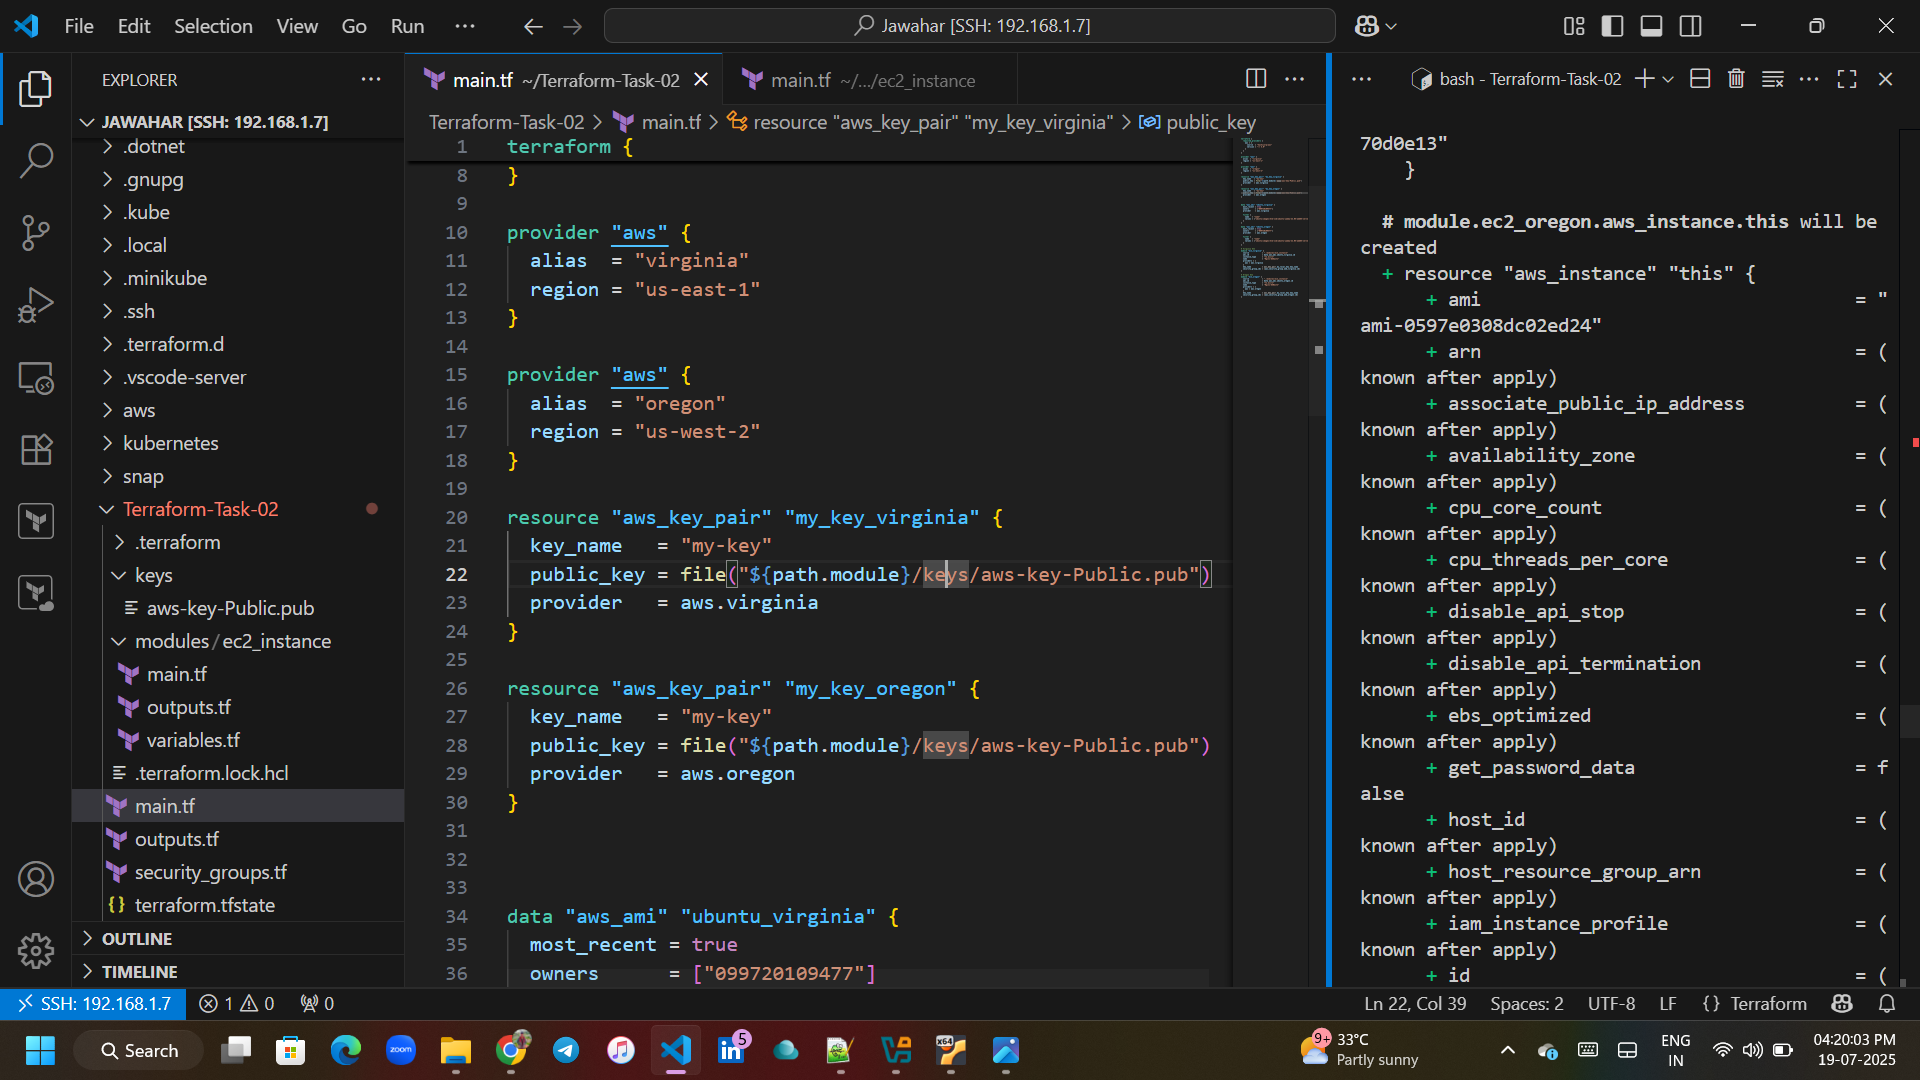 File Edit Selection View Go Run ... Jawahar [SSH: 192.168.1.7]
EXPLORER
JAWAHAR [SSH: 192.168.1.7]
.dotnet
.gnupg
.kube
.local
.minikube
.ssh
.terraform.d
.vscode-server
aws
kubernetes
snap
Terraform-Task-02
.terraform
keys
aws-key-Public.pub
modules/ec2_instance
main.tf
outputs.tf
variables.tf
.terraform.lock.hcl
main.tf
outputs.tf
security_groups.tf
{} terraform.tfstate
OUTLINE
TIMELINE
main.tf ~/Terraform-Task-02
main.tf ~/.../ec2_instance
Terraform-Task-02 > main.tf > resource "aws_key_pair" "my_key_virginia" > public_key
1 terraform {
8 }
9
10 provider "aws" {
11 alias = "virginia"
12 region = "us-east-1"
13 }
14
15 provider "aws" {
16 alias = "oregon"
17 region = "us-west-2"
18 }
19
20 resource "aws_key_pair" "my_key_virginia" {
21 key_name = "my-key"
22 public_key = file("${path.module}/keys/aws-key-Public.pub")
23 provider = aws.virginia
24 }
25
26 resource "aws_key_pair" "my_key_oregon" {
27 key_name = "my-key"
28 public_key = file("${path.module}/keys/aws-key-Public.pub")
29 provider = aws.oregon
30 }
31
32
33
34 data "aws_ami" "ubuntu_virginia" {
35 most_recent = true
36 owners = ["099720109477"]
bash - Terraform-Task-02
70d0e13"
}
# module.ec2_oregon.aws_instance.this will be
created
+ resource "aws_instance" "this" {
+ ami = "
ami-0597e0308dc02ed24"
+ arn = (
known after apply)
+ associate_public_ip_address = (
known after apply)
+ availability_zone = (
known after apply)
+ cpu_core_count = (
known after apply)
+ cpu_threads_per_core = (
known after apply)
+ disable_api_stop = (
known after apply)
+ disable_api_termination = (
known after apply)
+ ebs_optimized = (
known after apply)
+ get_password_data = f
alse
+ host_id = (
known after apply)
+ host_resource_group_arn = (
known after apply)
+ iam_instance_profile = (
known after apply)
+ id = (
SSH: 192.168.1.7 1 0 0 Ln 22, Col 39 Spaces: 2 UTF-8 LF {} Terraform
Search
zoom
5
X64
9+
33°C
Partly sunny
ENG
IN
04:20:03 PM
19-07-2025